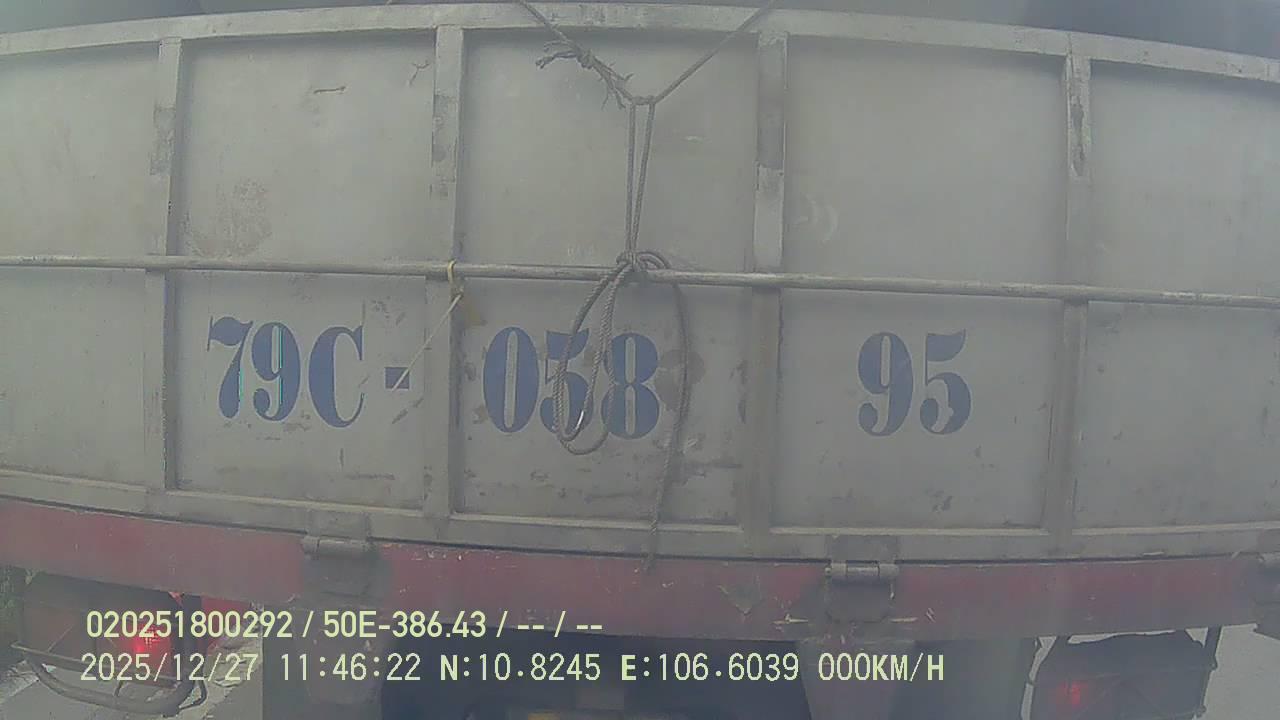 79C - 058 95
020251800292 / 50E-386.43 / -- / --
2025/12/27 11:46:22 N:10.8245 E:106.6039 000KM/H